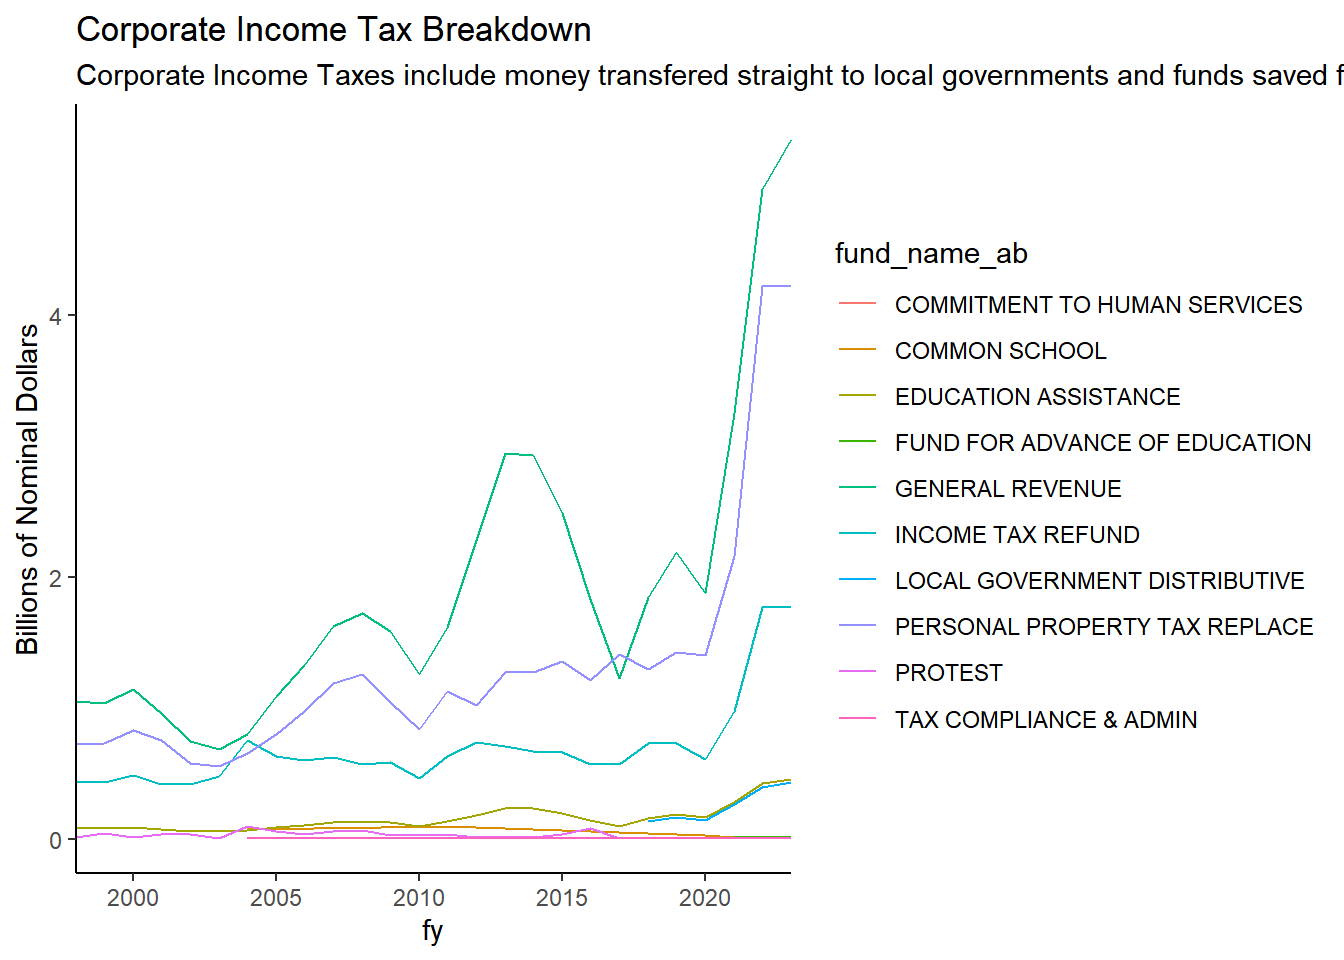 Corporate Income Tax Breakdown
Corporate Income Taxes include money transfered straight to local governments and funds saved f
Billions of Nominal Dollars
4
2
0
2000 2005 2010 2015 2020
fy
fund_name_ab
COMMITMENT TO HUMAN SERVICES
COMMON SCHOOL
EDUCATION ASSISTANCE
FUND FOR ADVANCE OF EDUCATION
GENERAL REVENUE
INCOME TAX REFUND
LOCAL GOVERNMENT DISTRIBUTIVE
PERSONAL PROPERTY TAX REPLACE
PROTEST
TAX COMPLIANCE & ADMIN